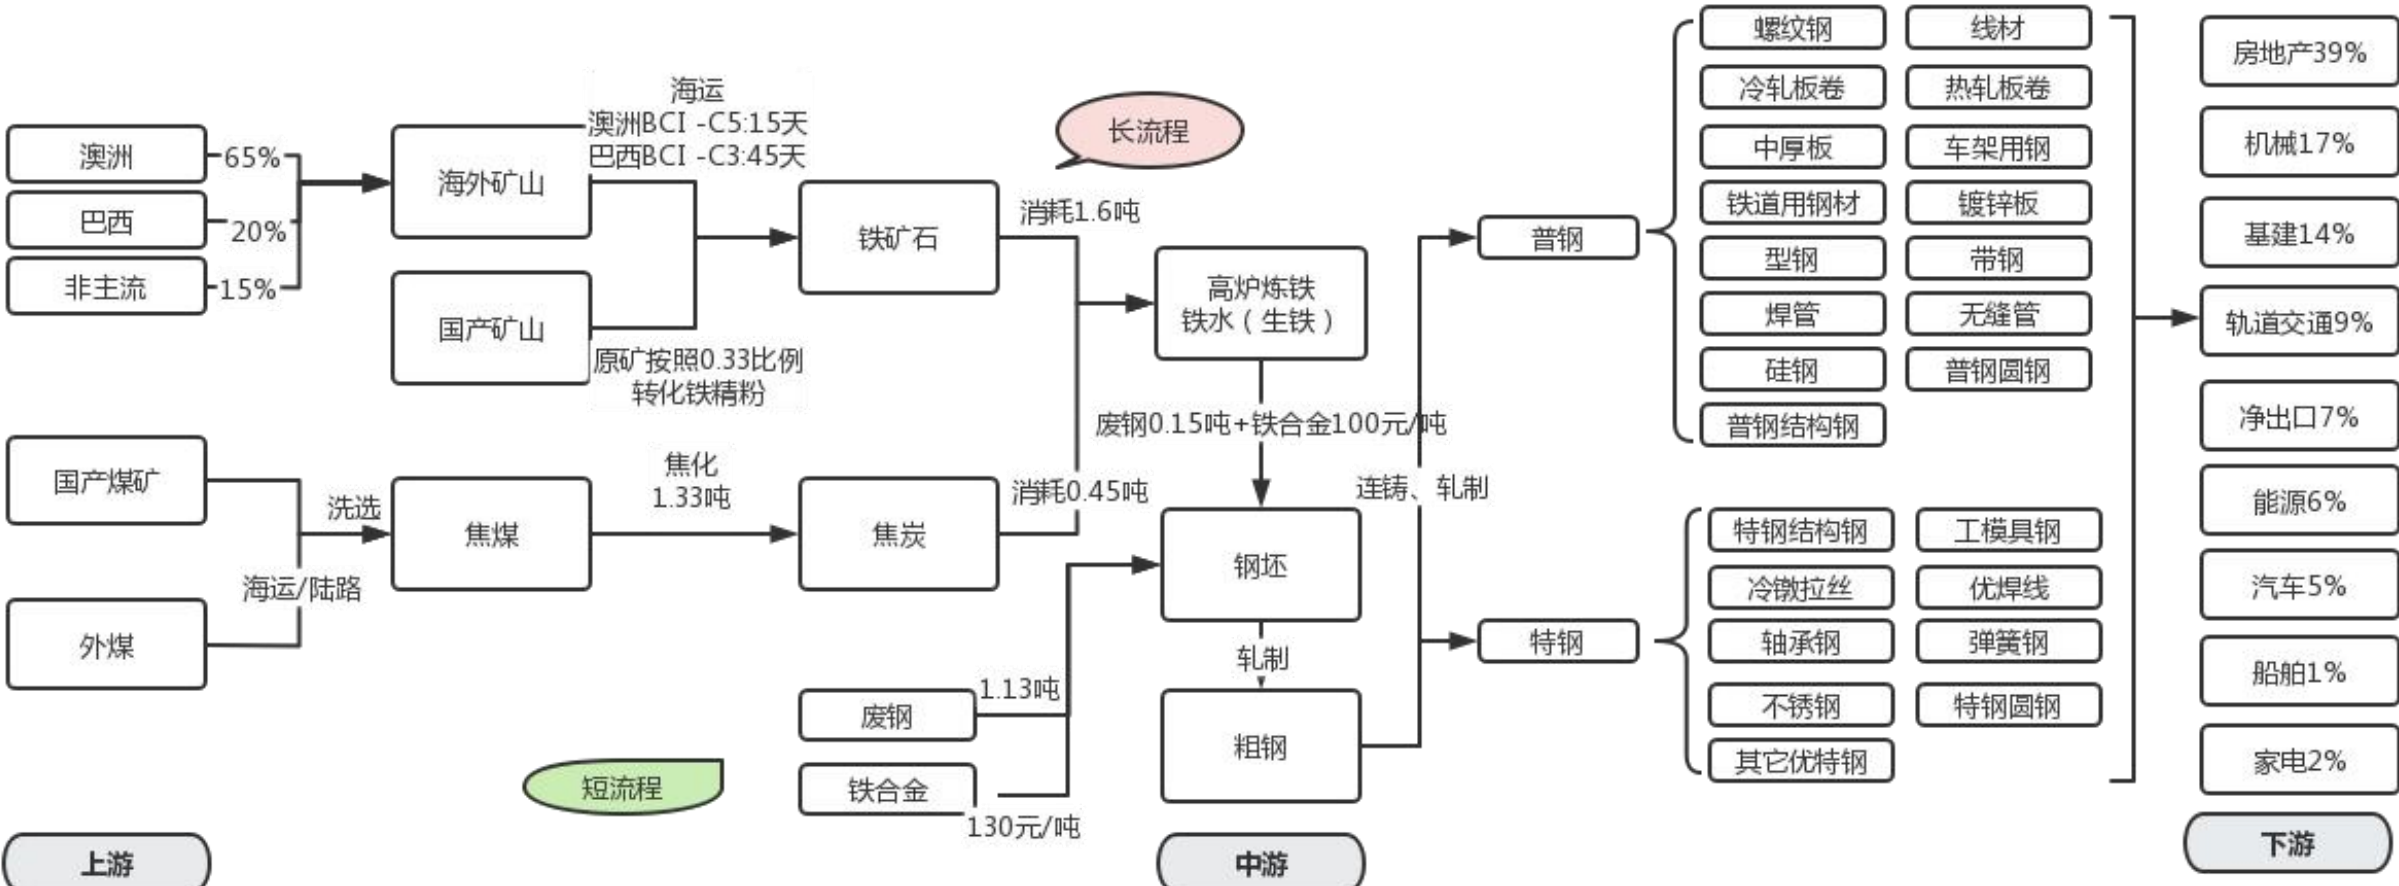 澳洲
65%
巴西
20%
非主流
15%
海外矿山
国产矿山
海运
澳洲BCI -C5:15天
巴西BCI -C3:45天
原矿按照0.33比例
转化铁精粉
铁矿石
消耗1.6吨
长流程
国产煤矿
外煤
洗选
海运/陆路
焦煤
焦化
1.33吨
焦炭
消耗0.45吨
高炉炼铁
铁水（生铁）
废钢0.15吨+铁合金100元/吨
钢坯
轧制
粗钢
废钢
1.13吨
铁合金
130元/吨
短流程
连铸、轧制
普钢
螺纹钢
线材
冷轧板卷
热轧板卷
中厚板
车架用钢
铁道用钢材
镀锌板
型钢
带钢
焊管
无缝管
硅钢
普钢圆钢
普钢结构钢
特钢
特钢结构钢
工模具钢
冷镦拉丝
优焊线
轴承钢
弹簧钢
不锈钢
特钢圆钢
其它优特钢
房地产39%
机械17%
基建14%
轨道交通9%
净出口7%
能源6%
汽车5%
船舶1%
家电2%
上游
中游
下游